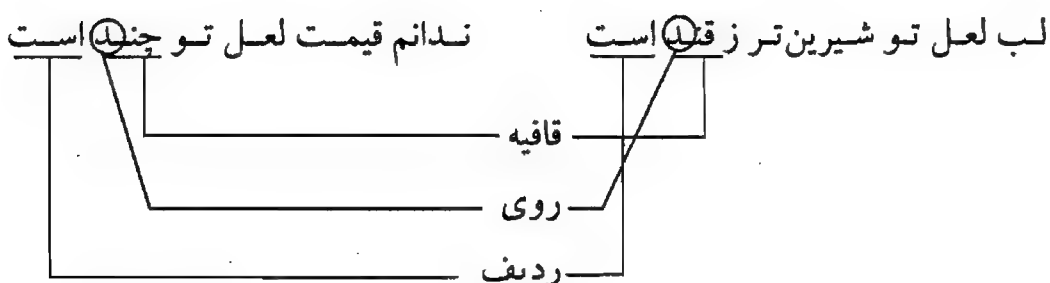 لب لعل تو شیرین‌تر ز قند است ندانم قیمت لعل تو چند است
قافیه
روی
ردیف